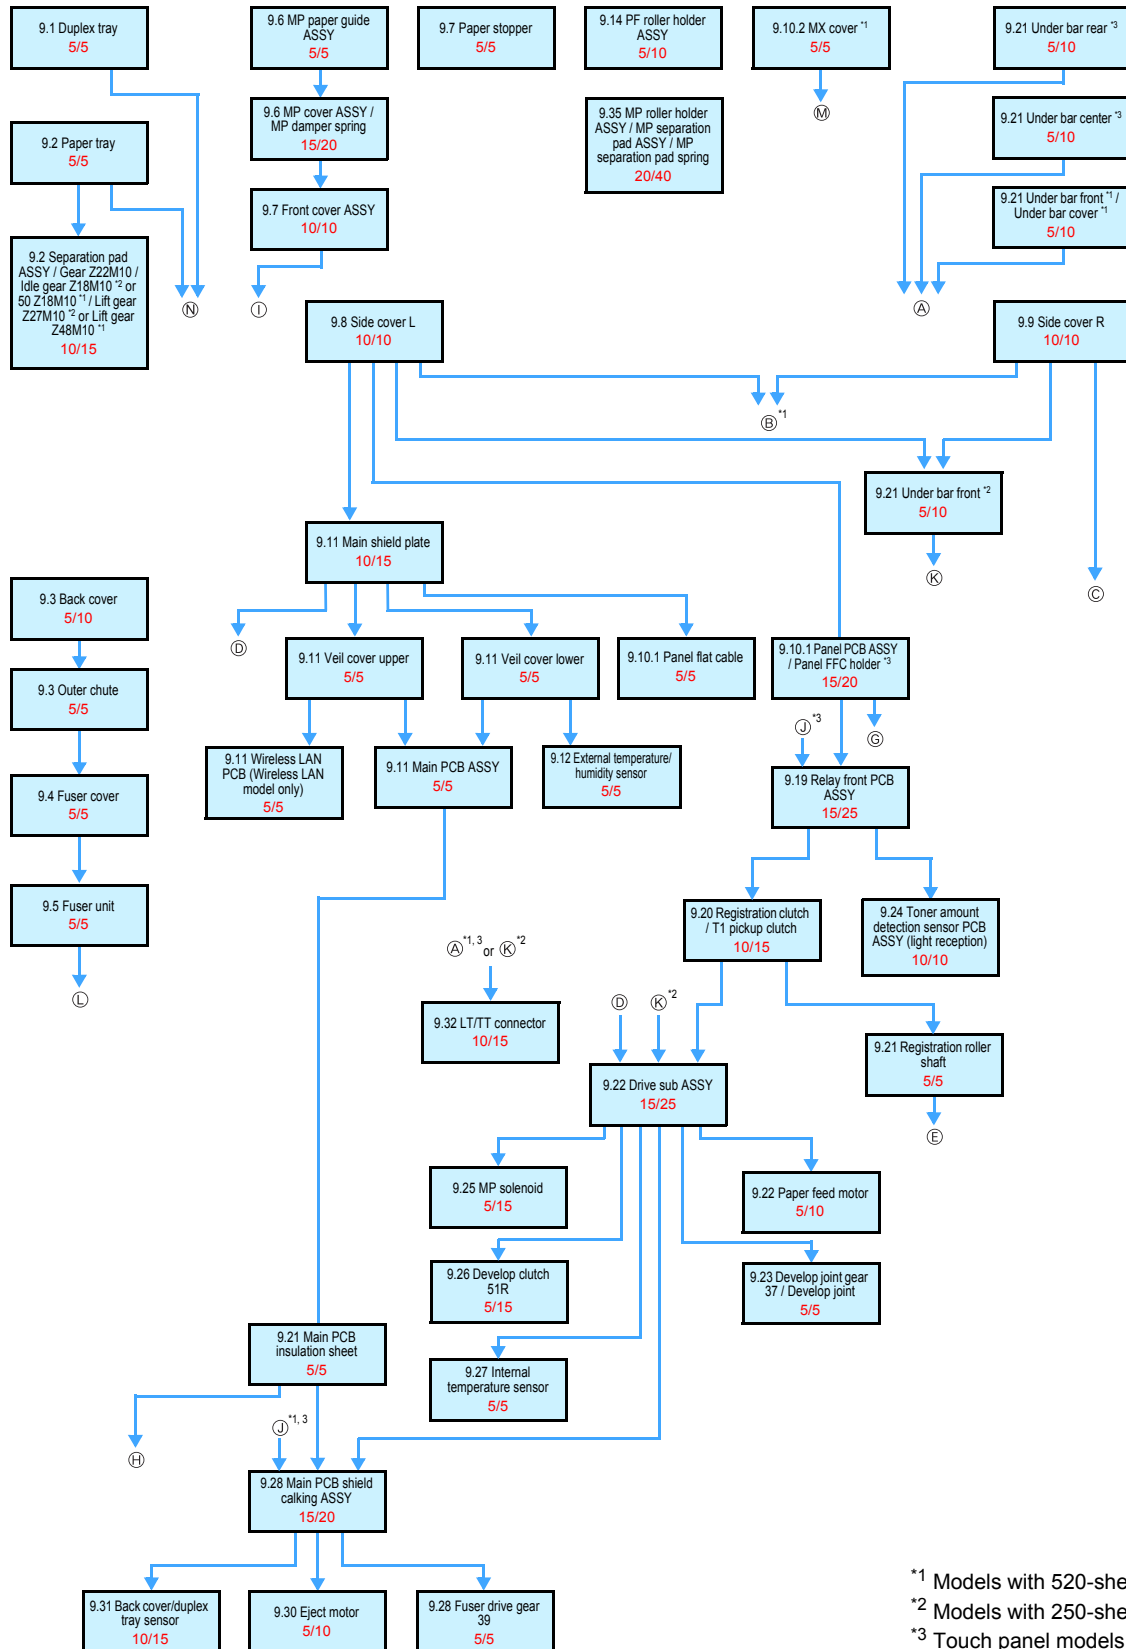 9.1 Duplex tray
5/5
9.6 MP paper guide
ASSY
5/5
9.7 Paper stopper
5/5
9.14 PF roller holder
ASSY
5/10
9.10.2 MX cover *1
5/5
9.21 Under bar rear *3
5/10
9.2 Paper tray
5/5
9.6 MP cover ASSY /
MP damper spring
15/20
9.35 MP roller holder
ASSY / MP separation
pad ASSY / MP
separation pad spring
20/40
Ⓜ
9.21 Under bar center *3
5/10
9.7 Front cover ASSY
10/10
9.21 Under bar front *1 /
Under bar cover *1
5/10
9.2 Separation pad
ASSY / Gear Z22M10 /
Idle gear Z18M10 *2 or
50 Z18M10 *1 / Lift gear
Z27M10 *2 or Lift gear
Z48M10 *1
10/15
Ⓝ
Ⓘ
Ⓐ
9.8 Side cover L
10/10
9.9 Side cover R
10/10
Ⓑ *1
9.21 Under bar front *2
5/10
9.11 Main shield plate
10/15
Ⓚ
Ⓒ
9.3 Back cover
5/10
Ⓓ
9.11 Veil cover upper
5/5
9.11 Veil cover lower
5/5
9.10.1 Panel flat cable
5/5
9.10.1 Panel PCB ASSY
/ Panel FFC holder *3
15/20
9.3 Outer chute
5/5
Ⓙ *3
Ⓖ
9.11 Wireless LAN
PCB (Wireless LAN
model only)
5/5
9.11 Main PCB ASSY
5/5
9.12 External temperature/
humidity sensor
5/5
9.19 Relay front PCB
ASSY
15/25
9.4 Fuser cover
5/5
9.5 Fuser unit
5/5
9.20 Registration clutch
/ T1 pickup clutch
10/15
9.24 Toner amount
detection sensor PCB
ASSY (light reception)
10/10
Ⓛ
Ⓐ *1, 3 or Ⓚ *2
9.32 LT/TT connector
10/15
Ⓓ
Ⓚ *2
9.21 Registration roller
shaft
5/5
9.22 Drive sub ASSY
15/25
Ⓔ
9.25 MP solenoid
5/15
9.22 Paper feed motor
5/10
9.26 Develop clutch
51R
5/15
9.23 Develop joint gear
37 / Develop joint
5/5
9.21 Main PCB
insulation sheet
5/5
9.27 Internal
temperature sensor
5/5
Ⓗ
Ⓙ *1, 3
9.28 Main PCB shield
calking ASSY
15/20
9.31 Back cover/duplex
tray sensor
10/15
9.30 Eject motor
5/10
9.28 Fuser drive gear
39
5/5
*1 Models with 520-she
*2 Models with 250-she
*3 Touch panel models